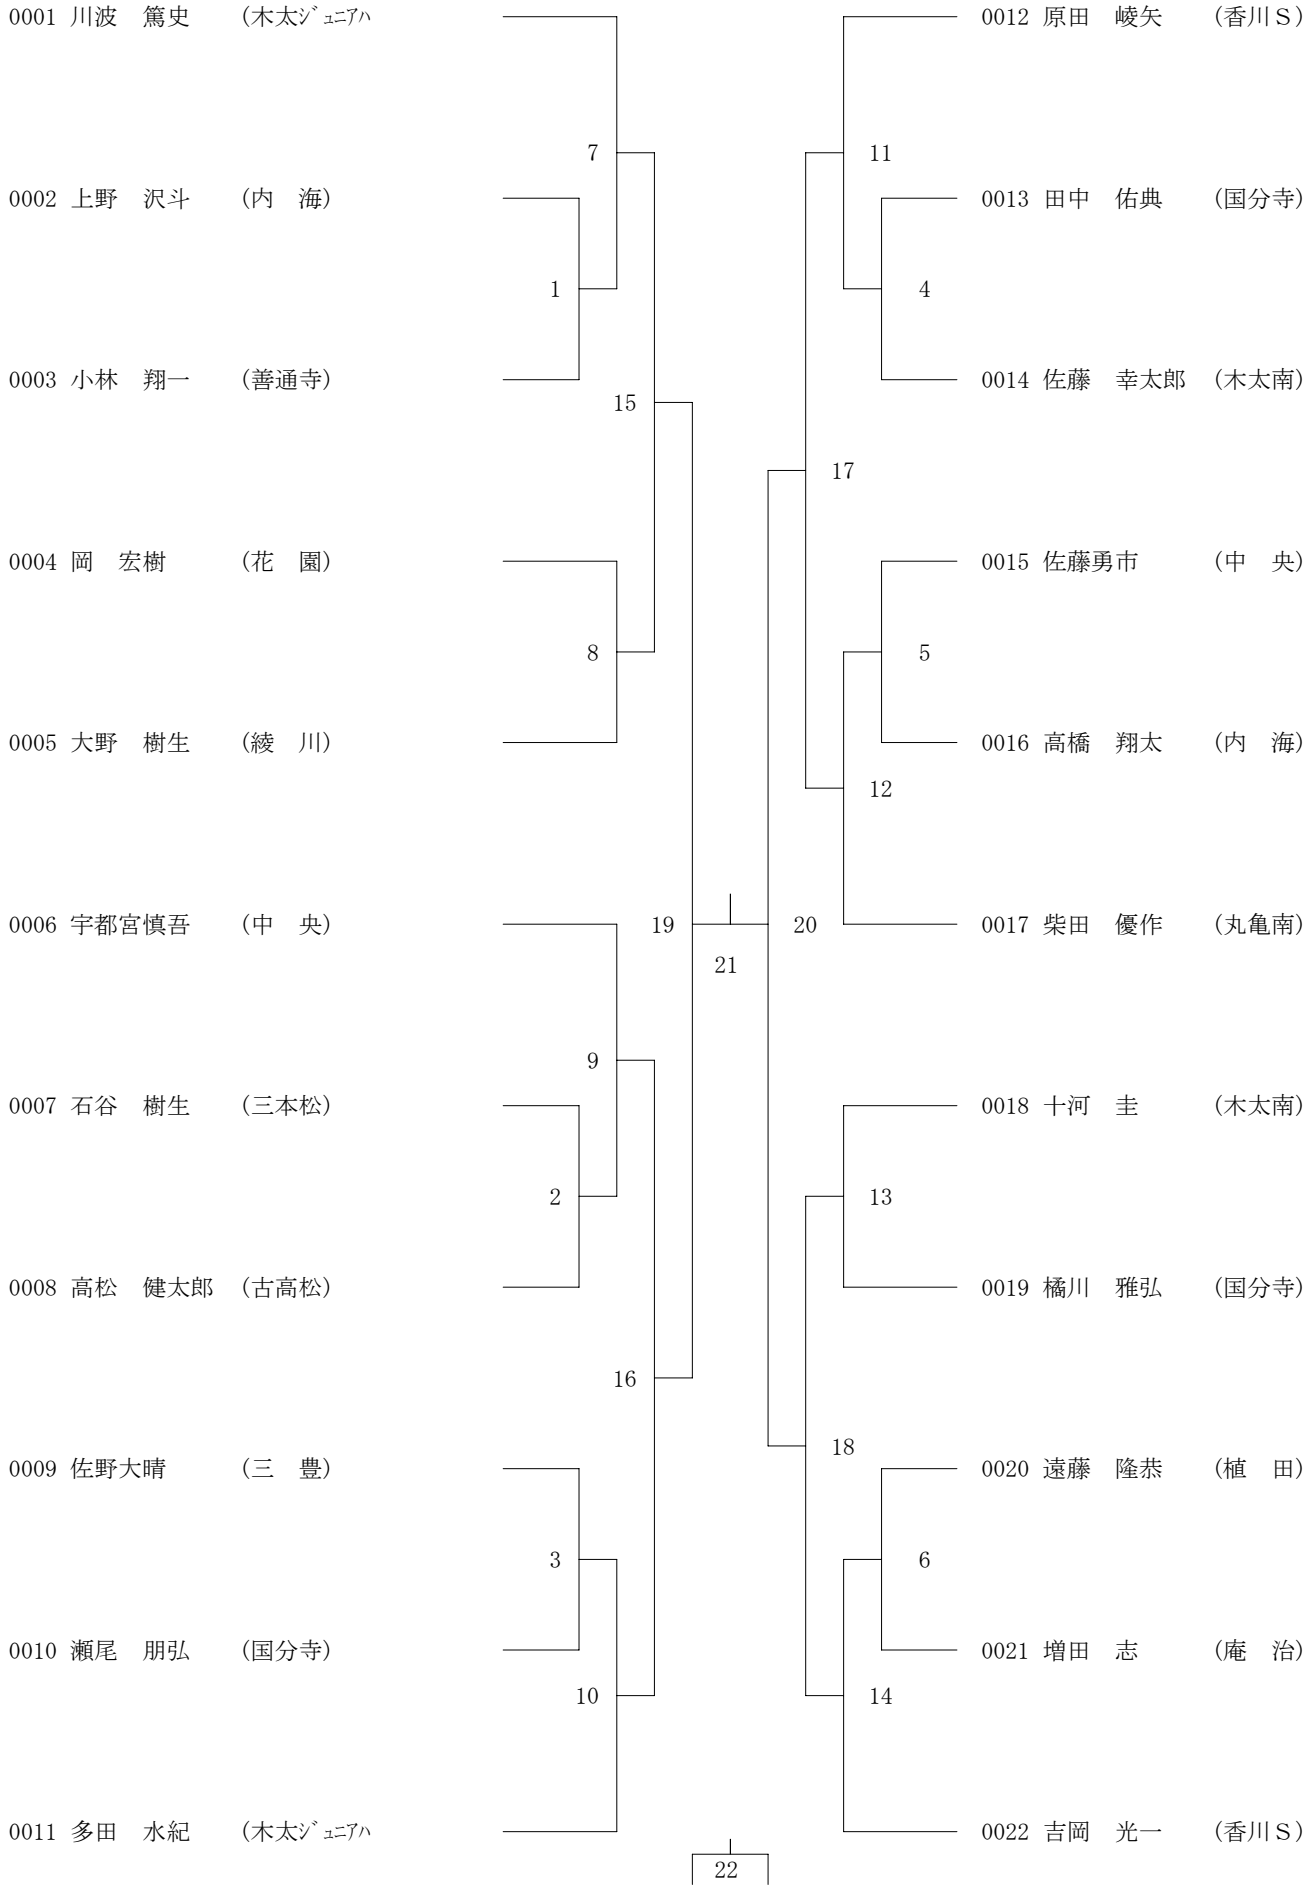 0001 川波　篤史　(木太ｼﾞｭﾆｱﾊ
7
0002 上野　沢斗　(内　海)
1
0003 小林　翔一　(善通寺)
15
0004 岡　宏樹　(花　園)
8
0005 大野　樹生　(綾　川)
0006 宇都宮慎吾　(中　央)
19
9
0007 石谷　樹生　(三本松)
2
0008 高松　健太郎　(古高松)
16
0009 佐野大晴　(三　豊)
3
0010 瀬尾　朋弘　(国分寺)
10
0011 多田　水紀　(木太ｼﾞｭﾆｱﾊ
21
22
0012 原田　崚矢　(香川Ｓ)
11
0013 田中　佑典　(国分寺)
4
0014 佐藤　幸太郎　(木太南)
17
0015 佐藤勇市　(中　央)
5
0016 高橋　翔太　(内　海)
12
20
0017 柴田　優作　(丸亀南)
0018 十河　圭　(木太南)
13
0019 橘川　雅弘　(国分寺)
18
0020 遠藤　隆恭　(植　田)
6
0021 増田　志　(庵　治)
14
0022 吉岡　光一　(香川Ｓ)